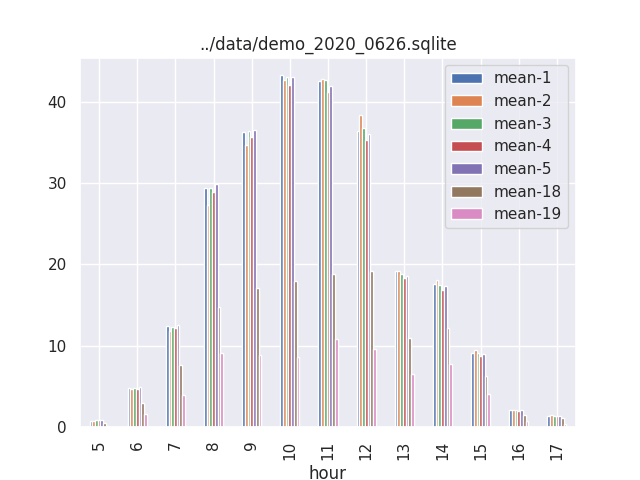 ../data/demo_2020_0626.sqlite
mean-1
mean-2
mean-3
mean-4
mean-5
mean-18
mean-19
40
30
20
10
0
5 6 7 8 9 10 11 12 13 14 15 16 17
hour